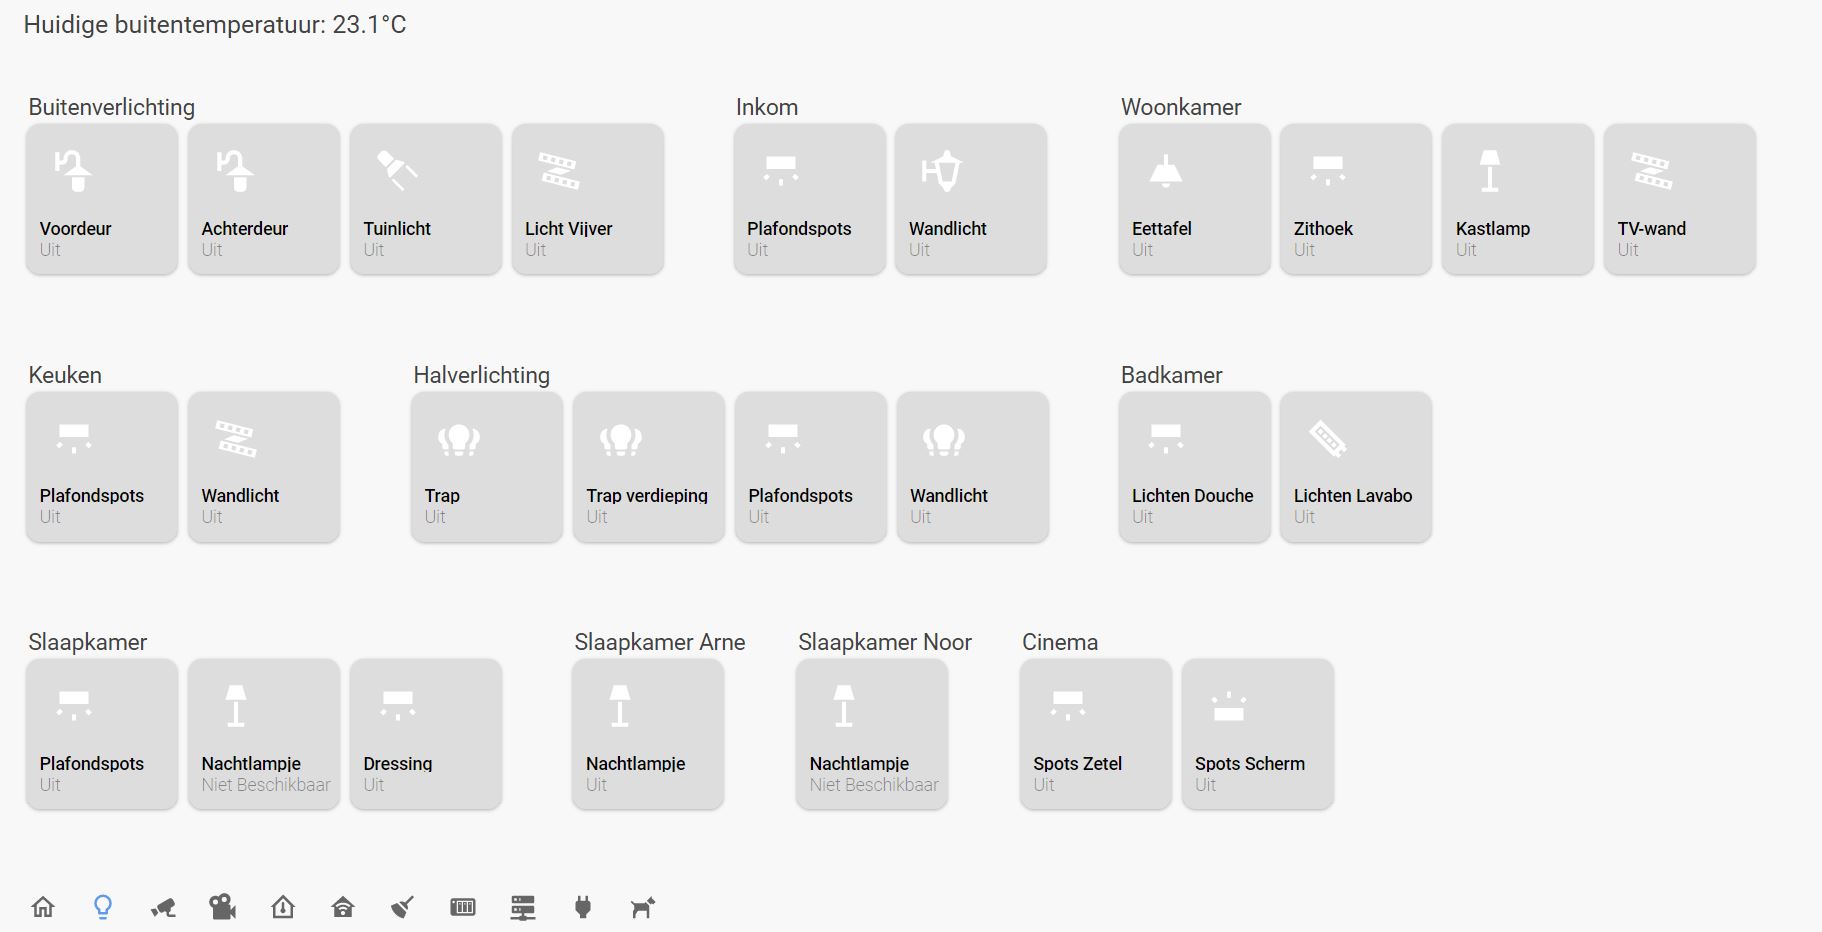 Huidige buitentemperatuur: 23.1°C
Buitenverlichting
Voordeur
Uit
Achterdeur
Uit
Tuinlicht
Uit
Licht Vijver
Uit
Inkom
Plafondspots
Uit
Wandlicht
Uit
Woonkamer
Eettafel
Uit
Zithoek
Uit
Kastlamp
Uit
TV-wand
Uit
Keuken
Plafondspots
Uit
Wandlicht
Uit
Halverlichting
Trap
Uit
Trap verdieping
Uit
Plafondspots
Uit
Wandlicht
Uit
Badkamer
Lichten Douche
Uit
Lichten Lavabo
Uit
Slaapkamer
Plafondspots
Uit
Nachtlampje
Niet Beschikbaar
Dressing
Uit
Slaapkamer Arne
Nachtlampje
Uit
Slaapkamer Noor
Nachtlampje
Niet Beschikbaar
Cinema
Spots Zetel
Uit
Spots Scherm
Uit